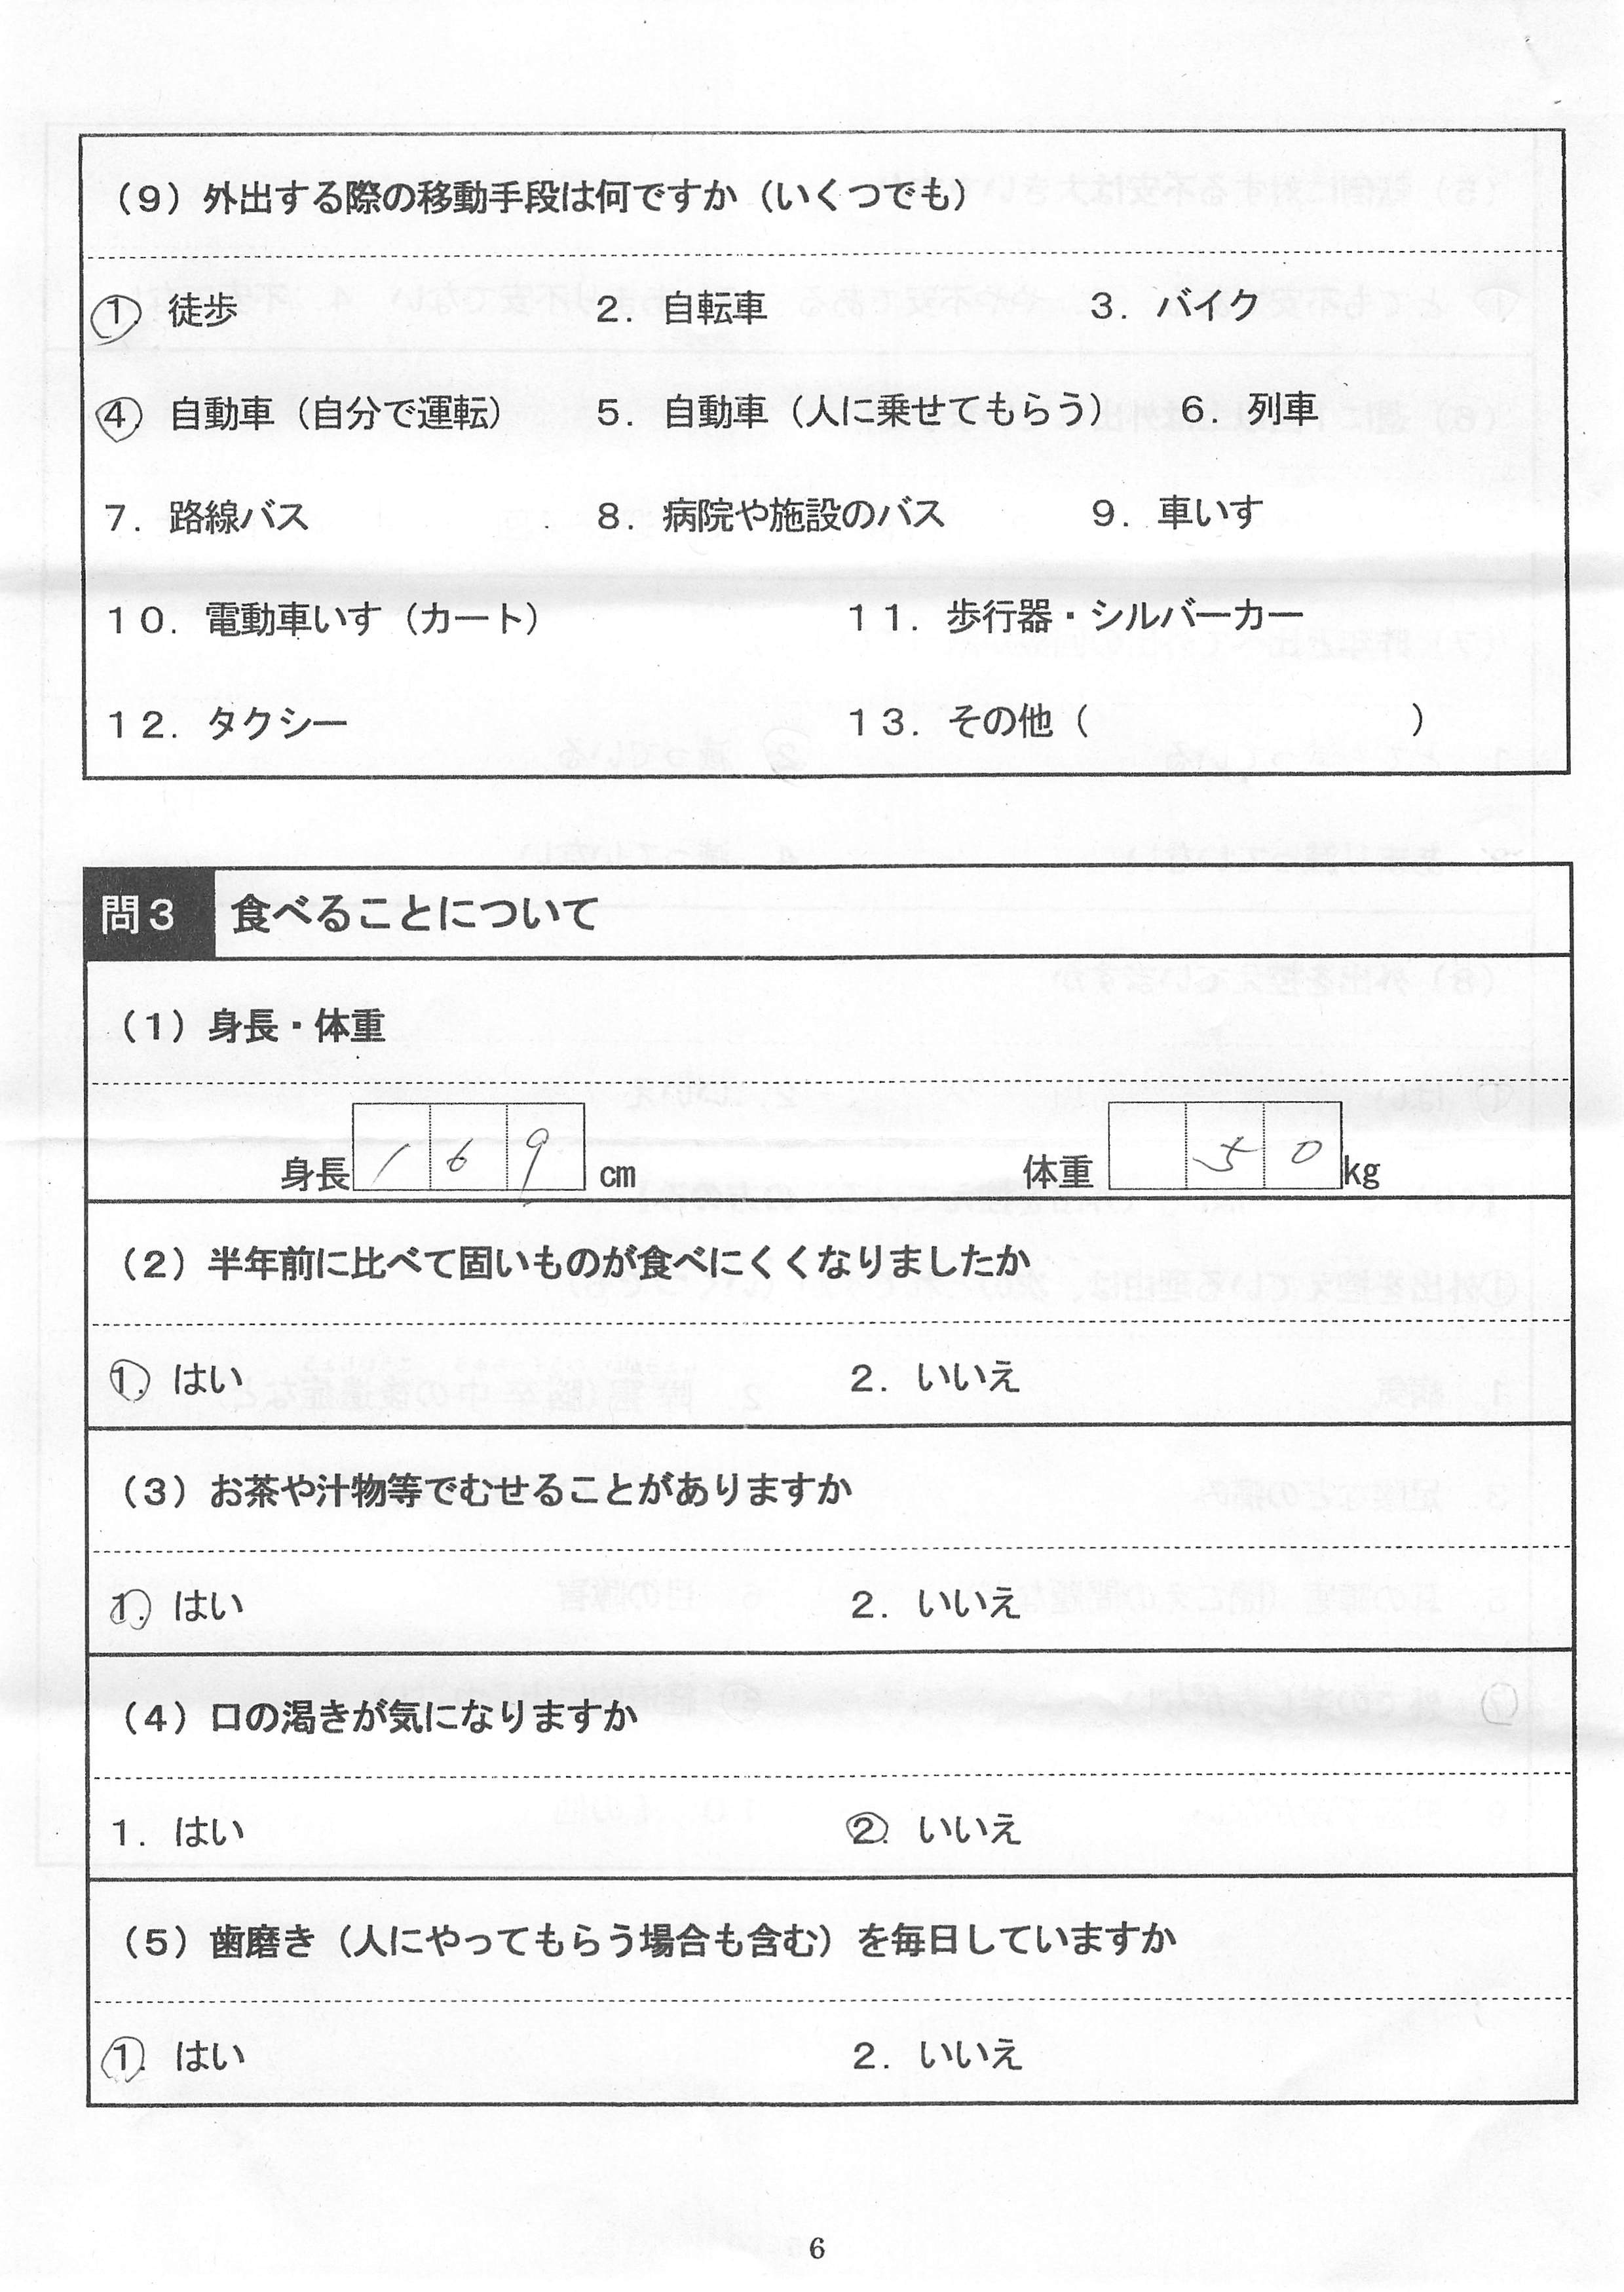 （９）外出する際の移動手段は何ですか（いくつでも）
１．徒歩　２．自転車　３．バイク
４．自動車（自分で運転）　５．自動車（人に乗せてもらう）　６．列車
７．路線バス　８．病院や施設のバス　９．車いす
１０．電動車いす（カート）　１１．歩行器・シルバーカー
１２．タクシー　１３．その他（　　　）
問３　食べることについて
（１）身長・体重
身長 1 6 9 cm　体重 5 0 kg
（２）半年前に比べて固いものが食べにくくなりましたか
１．はい　２．いいえ
（３）お茶や汁物等でむせることがありますか
１．はい　２．いいえ
（４）口の渇きが気になりますか
１．はい　２．いいえ
（５）歯磨き（人にやってもらう場合も含む）を毎日していますか
１．はい　２．いいえ
6